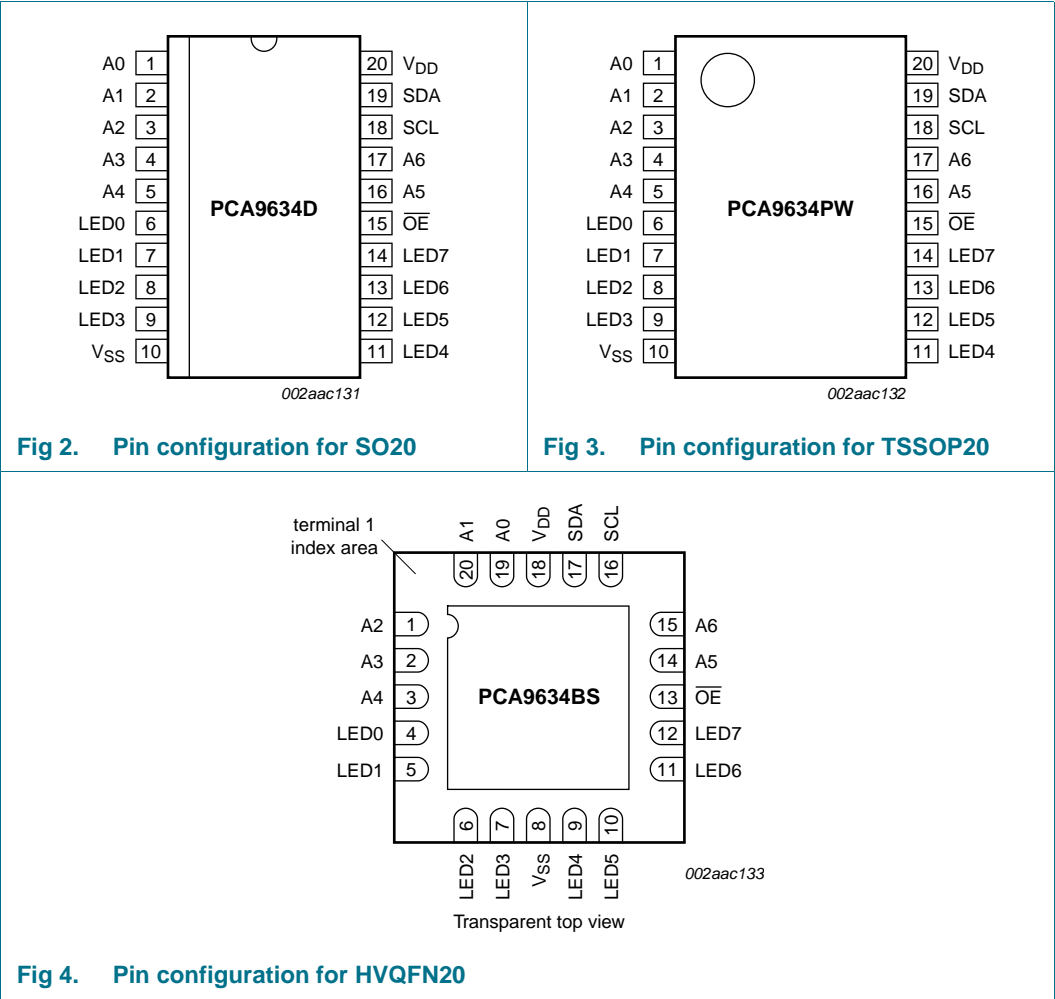 A0 1
A1 2
A2 3
A3 4
A4 5
LED0 6
LED1 7
LED2 8
LED3 9
VSS 10
PCA9634D
20 VDD
19 SDA
18 SCL
17 A6
16 A5
15 OE
14 LED7
13 LED6
12 LED5
11 LED4
002aac131
Fig 2. Pin configuration for SO20
A0 1
A1 2
A2 3
A3 4
A4 5
LED0 6
LED1 7
LED2 8
LED3 9
VSS 10
PCA9634PW
20 VDD
19 SDA
18 SCL
17 A6
16 A5
15 OE
14 LED7
13 LED6
12 LED5
11 LED4
002aac132
Fig 3. Pin configuration for TSSOP20
terminal 1
index area
A1 20
A0 19
VDD 18
SDA 17
SCL 16
A2 1
A3 2
A4 3
LED0 4
LED1 5
PCA9634BS
15 A6
14 A5
13 OE
12 LED7
11 LED6
6 LED2
7 LED3
8 VSS
9 LED4
10 LED5
002aac133
Transparent top view
Fig 4. Pin configuration for HVQFN20